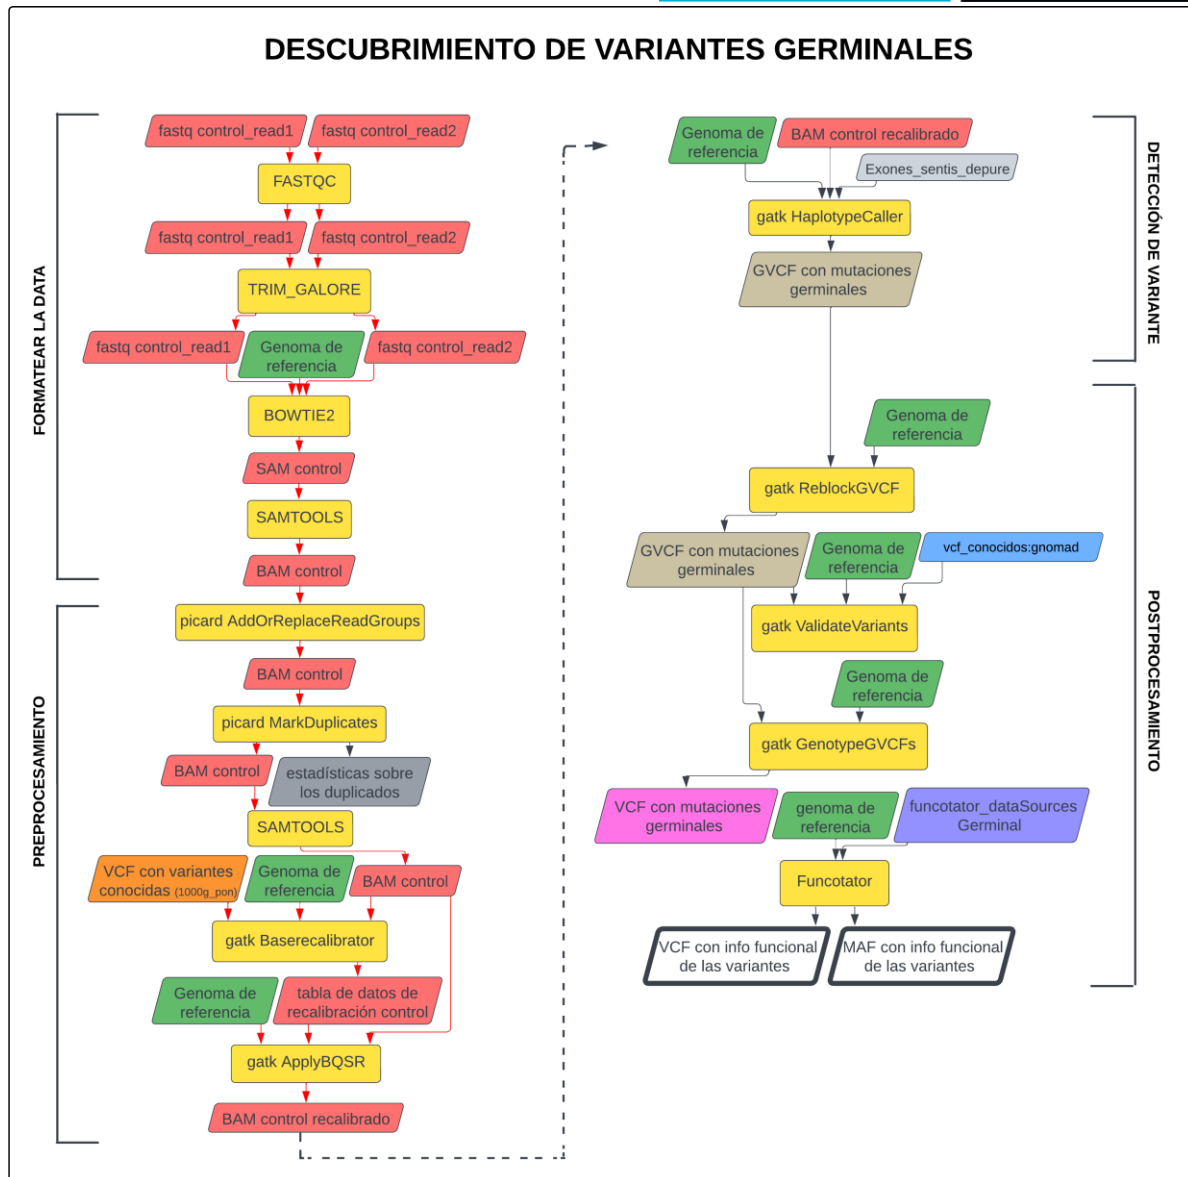 DESCUBRIMIENTO DE VARIANTES GERMINALES
FORMATEAR LA DATA
fastq control_read1
fastq control_read2
FASTQC
fastq control_read1
fastq control_read2
TRIM_GALORE
fastq control_read1
Genoma de
referencia
fastq control_read2
BOWTIE2
SAM control
SAMTOOLS
BAM control
PREPROCESAMIENTO
picard AddOrReplaceReadGroups
BAM control
picard MarkDuplicates
BAM control
estadísticas sobre
los duplicados
SAMTOOLS
VCF con variantes
conocidas (1000g_pon)
Genoma de
referencia
BAM control
gatk Baserecalibrator
Genoma de
referencia
tabla de datos de
recalibración control
gatk ApplyBQSR
BAM control recalibrado
DETECCIÓN DE VARIANTE
Genoma de
referencia
BAM control recalibrado
Exones_sentis_depure
gatk HaplotypeCaller
GVCF con mutaciones
germinales
POSTPROCESAMIENTO
Genoma de
referencia
gatk ReblockGVCF
GVCF con mutaciones
germinales
Genoma de
referencia
vcf_conocidos:gnomad
gatk ValidateVariants
Genoma de
referencia
gatk GenotypeGVCFs
VCF con mutaciones
germinales
genoma de
referencia
funcotator_dataSources
Germinal
Funcotator
VCF con info funcional
de las variantes
MAF con info funcional
de las variantes